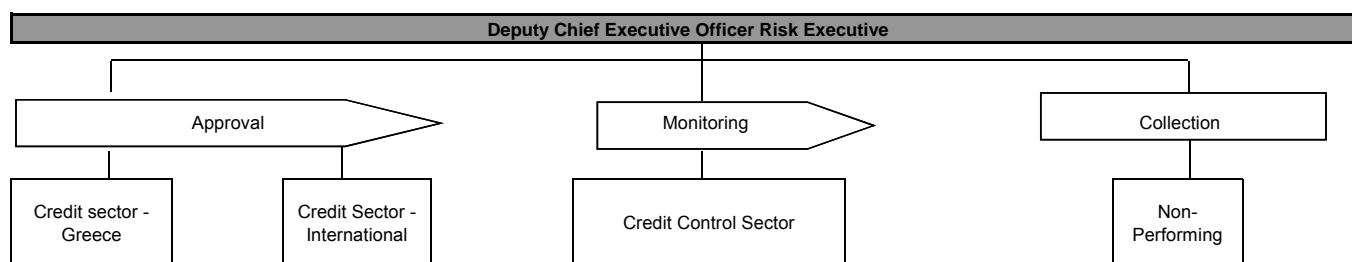 Deputy Chief Executive Officer Risk Executive
Approval
Monitoring
Collection
Credit sector -
Greece
Credit Sector -
International
Credit Control Sector
Non-
Performing